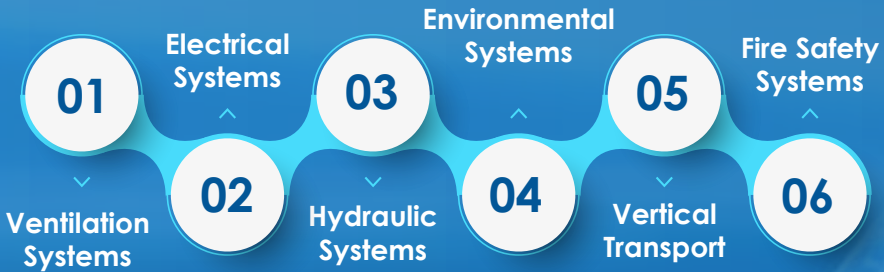 01
Ventilation
Systems
Electrical
Systems
02
03
Hydraulic
Systems
Environmental
Systems
04
05
Vertical
Transport
Fire Safety
Systems
06